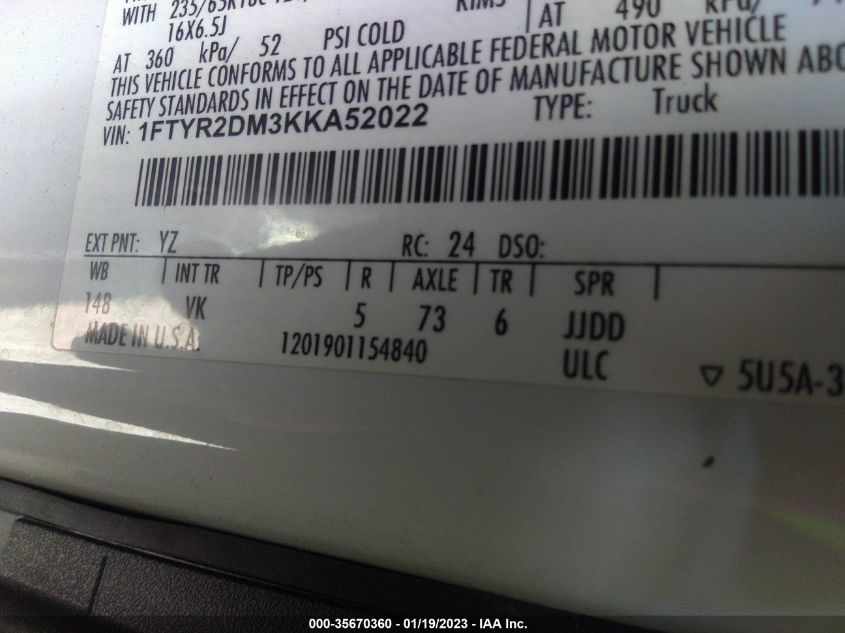 WITH 235/65R16C
16X6.5J RIMS AT 490 kPa/
AT 360 kPa/ 52 PSI COLD
THIS VEHICLE CONFORMS TO ALL APPLICABLE FEDERAL MOTOR VEHICLE
SAFETY STANDARDS IN EFFECT ON THE DATE OF MANUFACTURE SHOWN ABO
VIN: 1FTYR2DM3KKA52022 TYPE: Truck
EXT PNT: YZ RC: 24 DSO:
WB INT TR TP/PS R AXLE TR SPR
148 VK 5 73 6 JJDD
MADE IN U.S.A. 1201901154840 ULC ▽ 5U5A-3
000-35670360 - 01/19/2023 - IAA Inc.